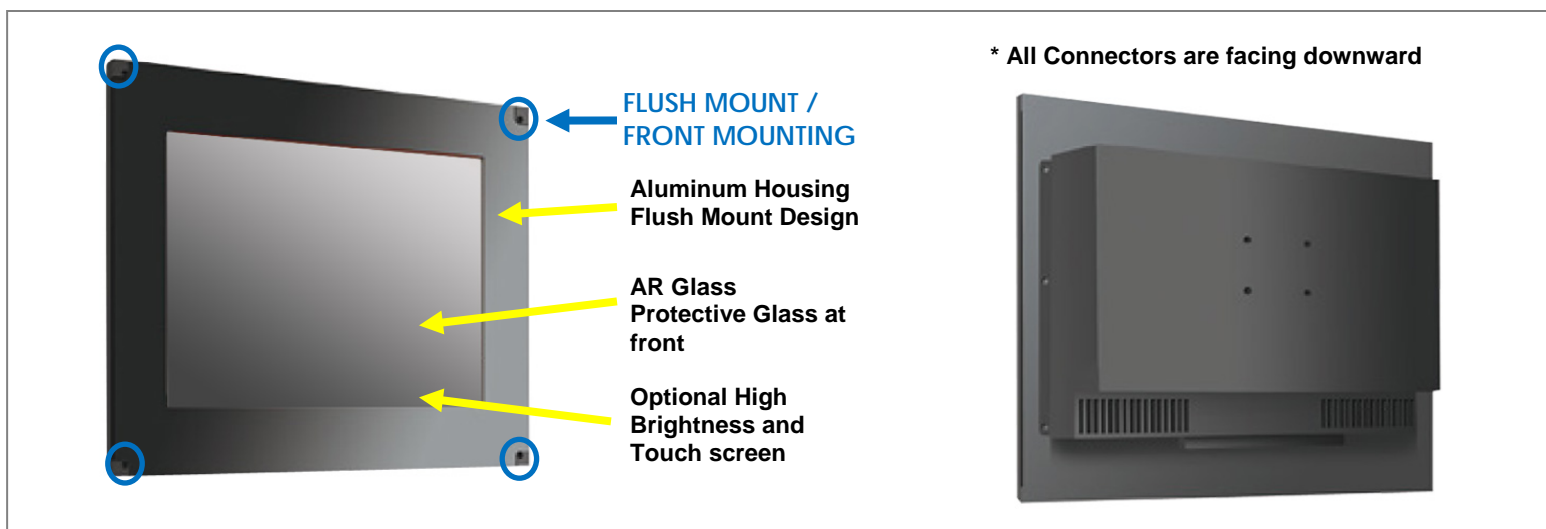 * All Connectors are facing downward
FLUSH MOUNT /
FRONT MOUNTING
Aluminum Housing
Flush Mount Design
AR Glass
Protective Glass at
front
Optional High
Brightness and
Touch screen